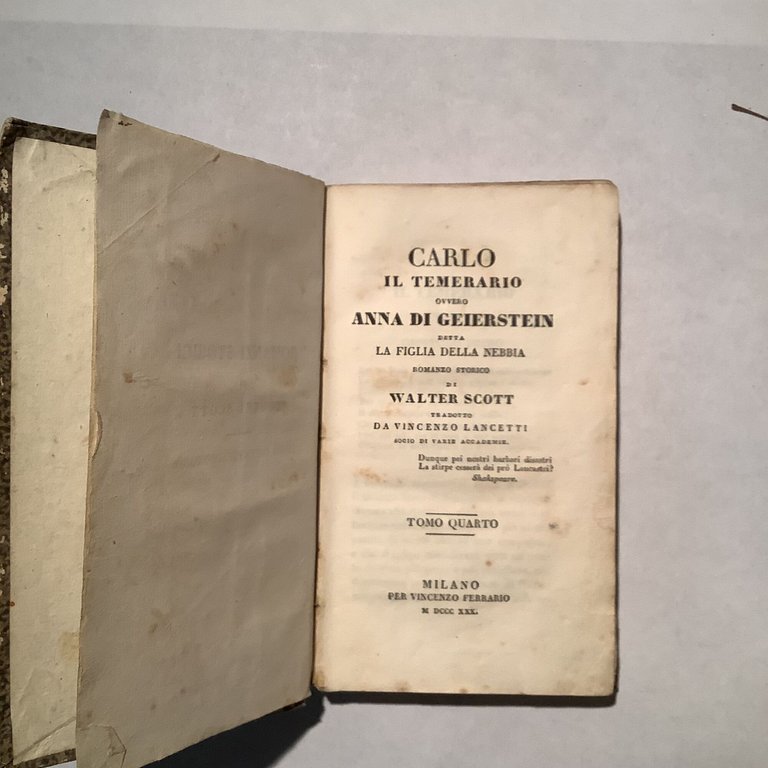 CARLO
IL TEMERARIO
OVVERO
ANNA DI GEIERSTEIN
DETTA
LA FIGLIA DELLA NEBBIA
ROMANZO STORICO
DI
WALTER SCOTT
TRADOTTO
DA VINCENZO LANCETTI
SOCIO DI VARIE ACCADEMIE.
Dunque pei nostri barbari dissetri
La stirpe cesserà dei prô Lancastri?
Shakspeare.
TOMO QUARTO
MILANO
PER VINCENZO FERRARIO
M DCCC XXX.